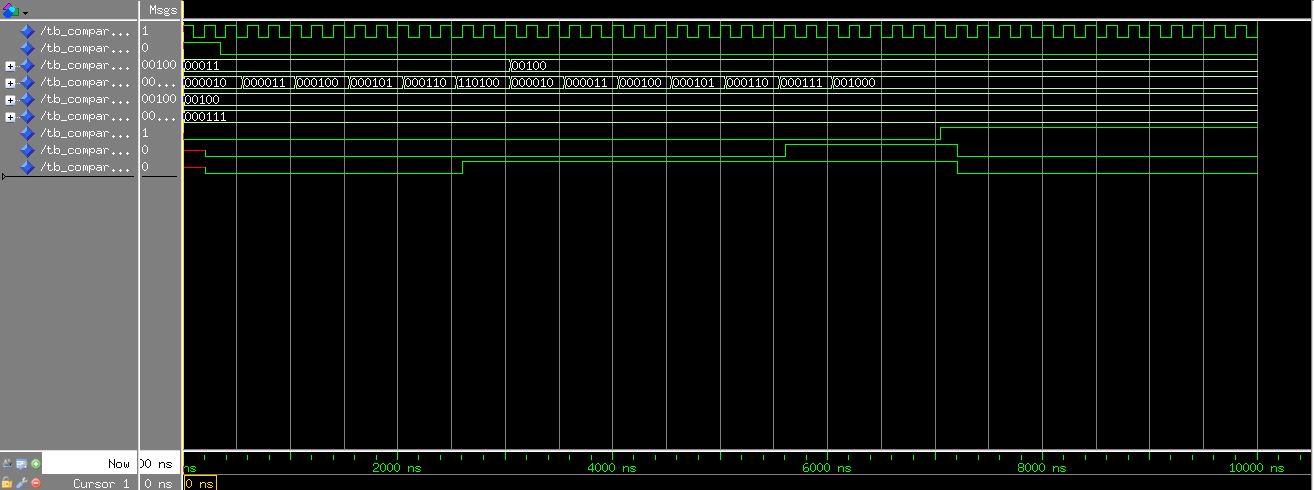 Msgs
/tb_compar... 1
/tb_compar... 0
/tb_compar... 00100 00011 00100
/tb_compar... 00... 000010 000011 000100 000101 000110 110100 000010 000011 000100 000101 000110 000111 001000
/tb_compar... 00100 00100
/tb_compar... 00... 000111
/tb_compar... 1
/tb_compar... 0
/tb_compar... 0
Now 00 ns ns 2000 ns 4000 ns 6000 ns 8000 ns 10000 ns
Cursor 1 0 ns 0 ns